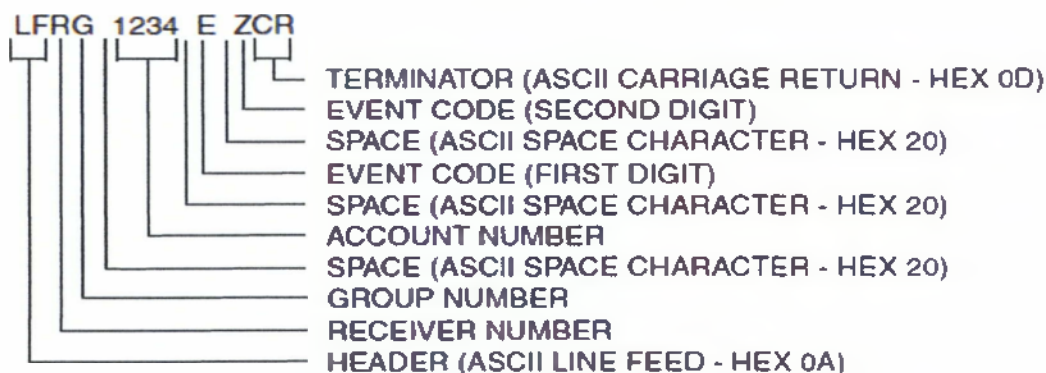 LFRG 1234 E ZCR
TERMINATOR (ASCII CARRIAGE RETURN - HEX 0D)
EVENT CODE (SECOND DIGIT)
SPACE (ASCII SPACE CHARACTER - HEX 20)
EVENT CODE (FIRST DIGIT)
SPACE (ASCII SPACE CHARACTER - HEX 20)
ACCOUNT NUMBER
SPACE (ASCII SPACE CHARACTER - HEX 20)
GROUP NUMBER
RECEIVER NUMBER
HEADER (ASCII LINE FEED - HEX 0A)